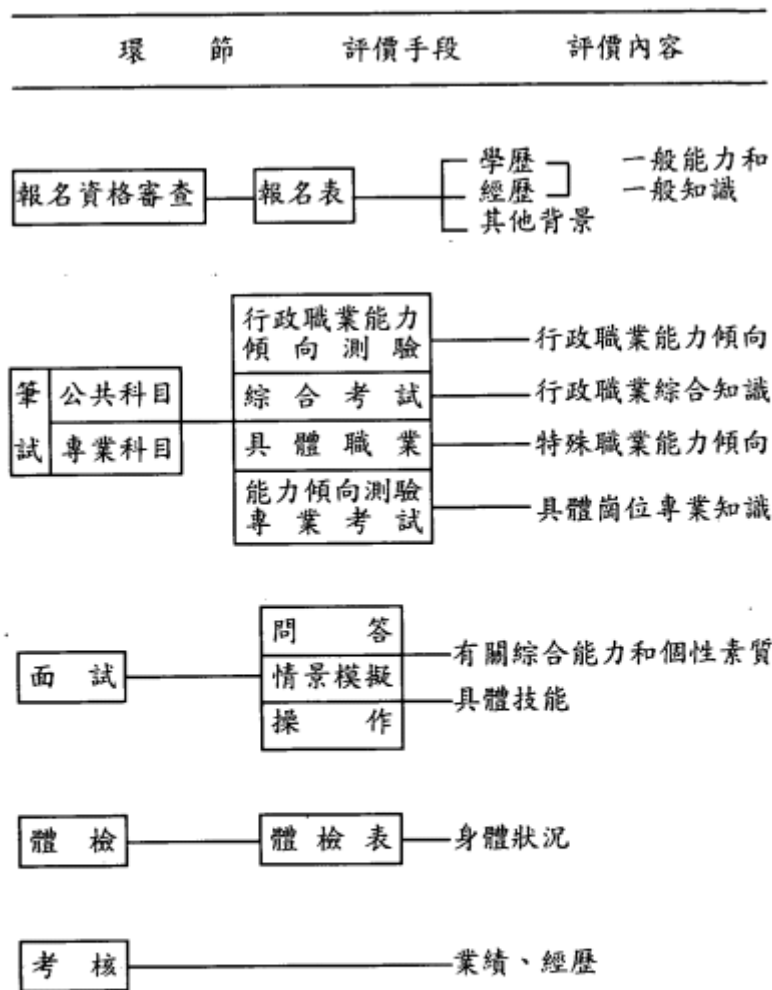 環節 評價手段 評價內容
報名資格審查 報名表 學歷 一般能力和
經歷 一般知識
其他背景
筆試 公共科目
專業科目
行政職業能力
傾向測驗 行政職業能力傾向
綜合考試 行政職業綜合知識
具體職業 特殊職業能力傾向
能力傾向測驗
專業考試 具體崗位專業知識
面試 問答
情景模擬
操作
有關綜合能力和個性素質
具體技能
體檢 體檢表 身體狀況
考核 業績、經歷